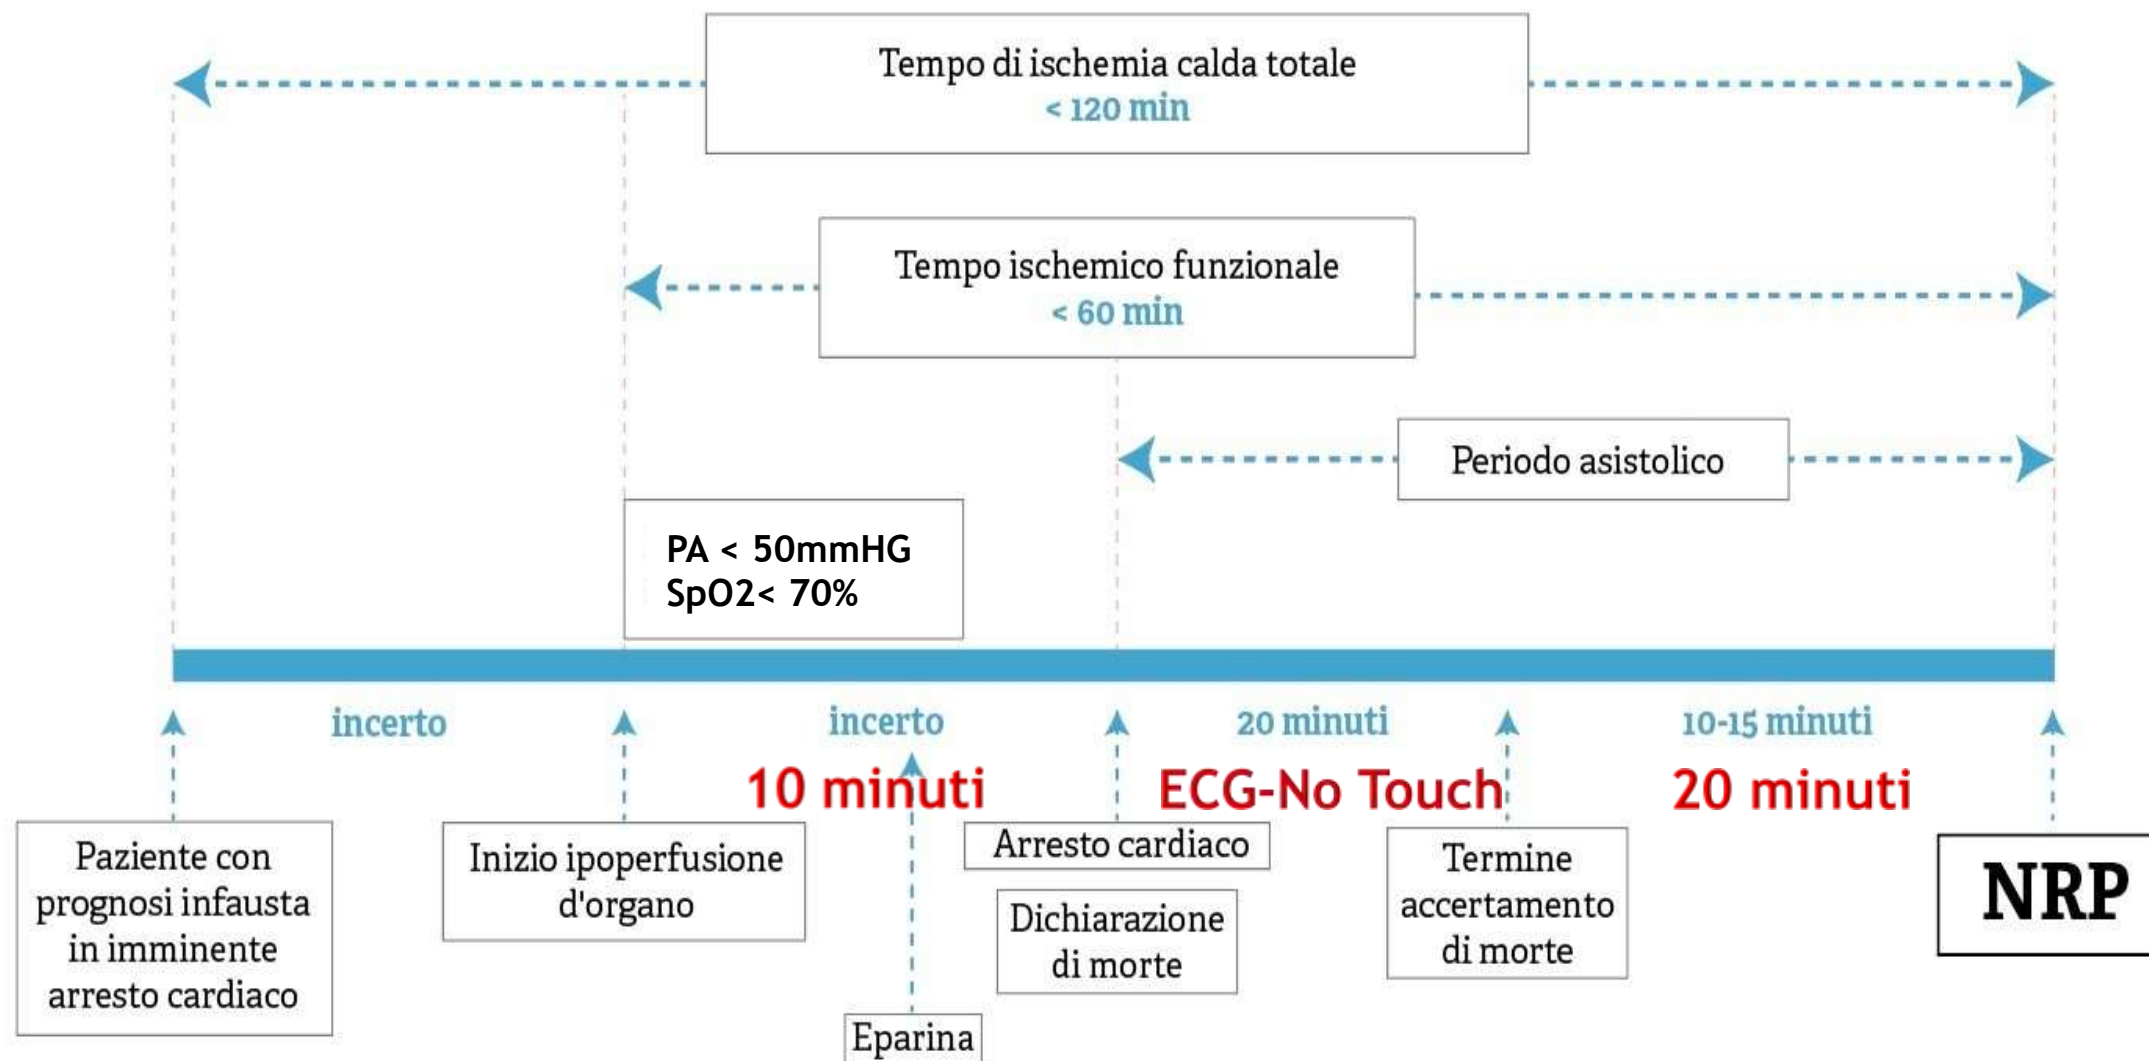 Tempo di ischemia calda totale
< 120 min
Tempo ischemico funzionale
< 60 min
Periodo asistolico
PA < 50mmHG
SpO2< 70%
incerto
incerto
20 minuti
10-15 minuti
10 minuti
ECG-No Touch
20 minuti
Paziente con
prognosi infausta
in imminente
arresto cardiaco
Inizio ipoperfusione
d'organo
Eparina
Arresto cardiaco
Dichiarazione
di morte
Termine
accertamento
di morte
NRP